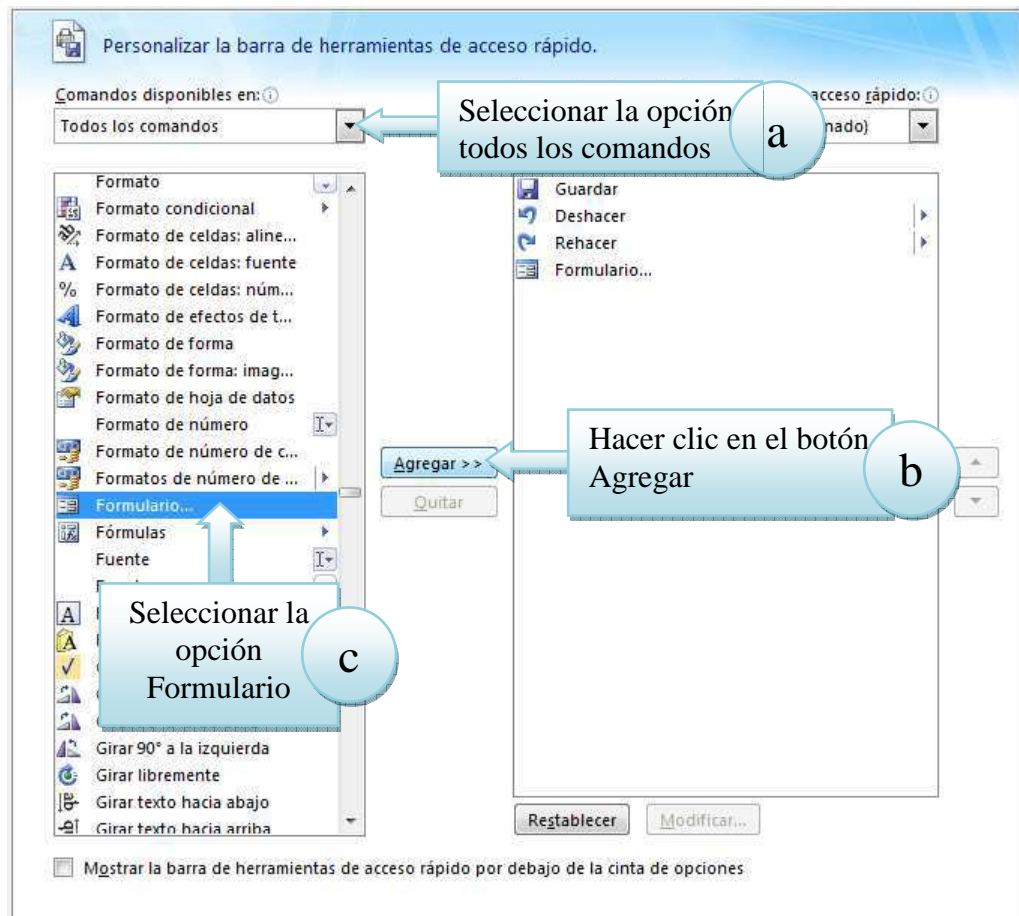 Personalizar la barra de herramientas de acceso rápido.
Comandos disponibles en:
acceso rápido:
Todos los comandos
nado)
Seleccionar la opción
todos los comandos
a
Formato
Formato condicional
Formato de celdas: aline...
Formato de celdas: fuente
Formato de celdas: núm...
Formato de efectos de t...
Formato de forma
Formato de forma: imag...
Formato de hoja de datos
Formato de número
Formato de número de c...
Formatos de número de ...
Formulario...
Fórmulas
Fuente
Girar 90° a la izquierda
Girar libremente
Girar texto hacia abajo
Girar texto hacia arriba
Seleccionar la
opción
Formulario
c
Agregar >>
Quitar
Hacer clic en el botón
Agregar
b
Guardar
Deshacer
Rehacer
Formulario...
Restablecer
Modificar...
Mostrar la barra de herramientas de acceso rápido por debajo de la cinta de opciones